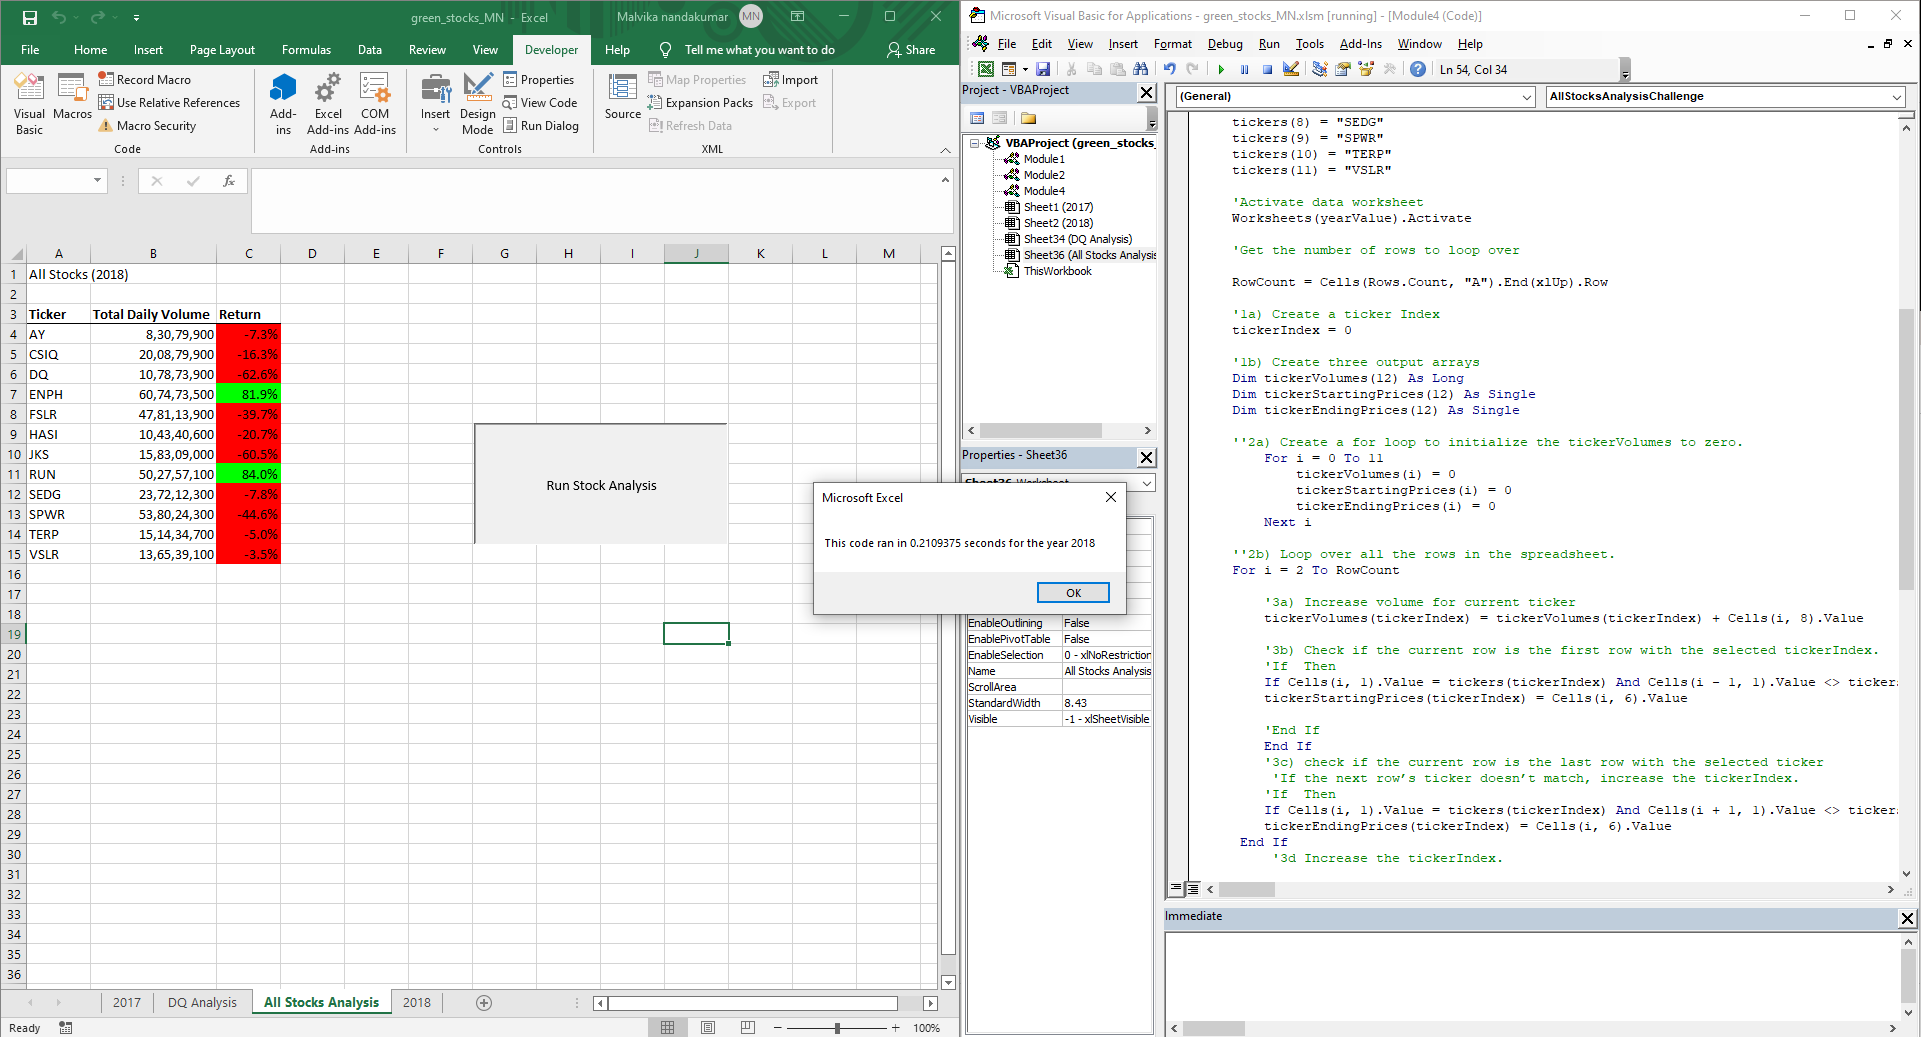 green_stocks_MN - Excel
Malvika nandakumar
MN
File Home Insert Page Layout Formulas Data Review View Developer Help Tell me what you want to do Share
Visual Basic
Macros
Record Macro
Use Relative References
Macro Security
Code
Add-ins
Excel Add-ins
COM Add-ins
Add-ins
Insert
Design Mode
Properties
View Code
Run Dialog
Controls
Source
Map Properties
Expansion Packs
Refresh Data
Import
Export
XML
fx
A B C D E F G H I J K L M
1 All Stocks (2018)
2
3 Ticker Total Daily Volume Return
4 AY 8,30,79,900 -7.3%
5 CSIQ 20,08,79,900 -16.3%
6 DQ 10,78,73,900 -62.6%
7 ENPH 60,74,73,500 81.9%
8 FSLR 47,81,13,900 -39.7%
9 HASI 10,43,40,600 -20.7%
10 JKS 15,83,09,000 -60.5%
11 RUN 50,27,57,100 84.0%
12 SEDG 23,72,12,300 -7.8%
13 SPWR 53,80,24,300 -44.6%
14 TERP 15,14,34,700 -5.0%
15 VSLR 13,65,39,100 -3.5%
16
17
18
19
20
21
22
23
24
25
26
27
28
29
30
31
32
33
34
35
36
Run Stock Analysis
Microsoft Excel
This code ran in 0.2109375 seconds for the year 2018
OK
2017 DQ Analysis All Stocks Analysis 2018
Ready
100%
Microsoft Visual Basic for Applications - green_stocks_MN.xlsm [running] - [Module4 (Code)]
File Edit View Insert Format Debug Run Tools Add-Ins Window Help
Ln 54, Col 34
Project - VBAProject
VBAProject (green_stocks_
Module1
Module2
Module4
Sheet1 (2017)
Sheet2 (2018)
Sheet34 (DQ Analysis)
Sheet36 (All Stocks Analysis
ThisWorkbook
Properties - Sheet36
Sheet36 Worksheet
EnableOutlining False
EnablePivotTable False
EnableSelection 0 - xlNoRestriction
Name All Stocks Analysis
ScrollArea
StandardWidth 8.43
Visible -1 - xlSheetVisible
(General)
AllStocksAnalysisChallenge
tickers(8) = "SEDG"
tickers(9) = "SPWR"
tickers(10) = "TERP"
tickers(11) = "VSLR"
'Activate data worksheet
Worksheets(yearValue).Activate
'Get the number of rows to loop over
RowCount = Cells(Rows.Count, "A").End(xlUp).Row
'1a) Create a ticker Index
tickerIndex = 0
'1b) Create three output arrays
Dim tickerVolumes(12) As Long
Dim tickerStartingPrices(12) As Single
Dim tickerEndingPrices(12) As Single
''2a) Create a for loop to initialize the tickerVolumes to zero.
For i = 0 To 11
tickerVolumes(i) = 0
tickerStartingPrices(i) = 0
tickerEndingPrices(i) = 0
Next i
''2b) Loop over all the rows in the spreadsheet.
For i = 2 To RowCount
'3a) Increase volume for current ticker
tickerVolumes(tickerIndex) = tickerVolumes(tickerIndex) + Cells(i, 8).Value
'3b) Check if the current row is the first row with the selected tickerIndex.
'If  Then
If Cells(i, 1).Value = tickers(tickerIndex) And Cells(i - 1, 1).Value <> ticker
tickerStartingPrices(tickerIndex) = Cells(i, 6).Value
'End If
End If
'3c) check if the current row is the last row with the selected ticker
'If the next row’s ticker doesn’t match, increase the tickerIndex.
'If  Then
If Cells(i, 1).Value = tickers(tickerIndex) And Cells(i + 1, 1).Value <> ticker
tickerEndingPrices(tickerIndex) = Cells(i, 6).Value
End If
'3d Increase the tickerIndex.
Immediate